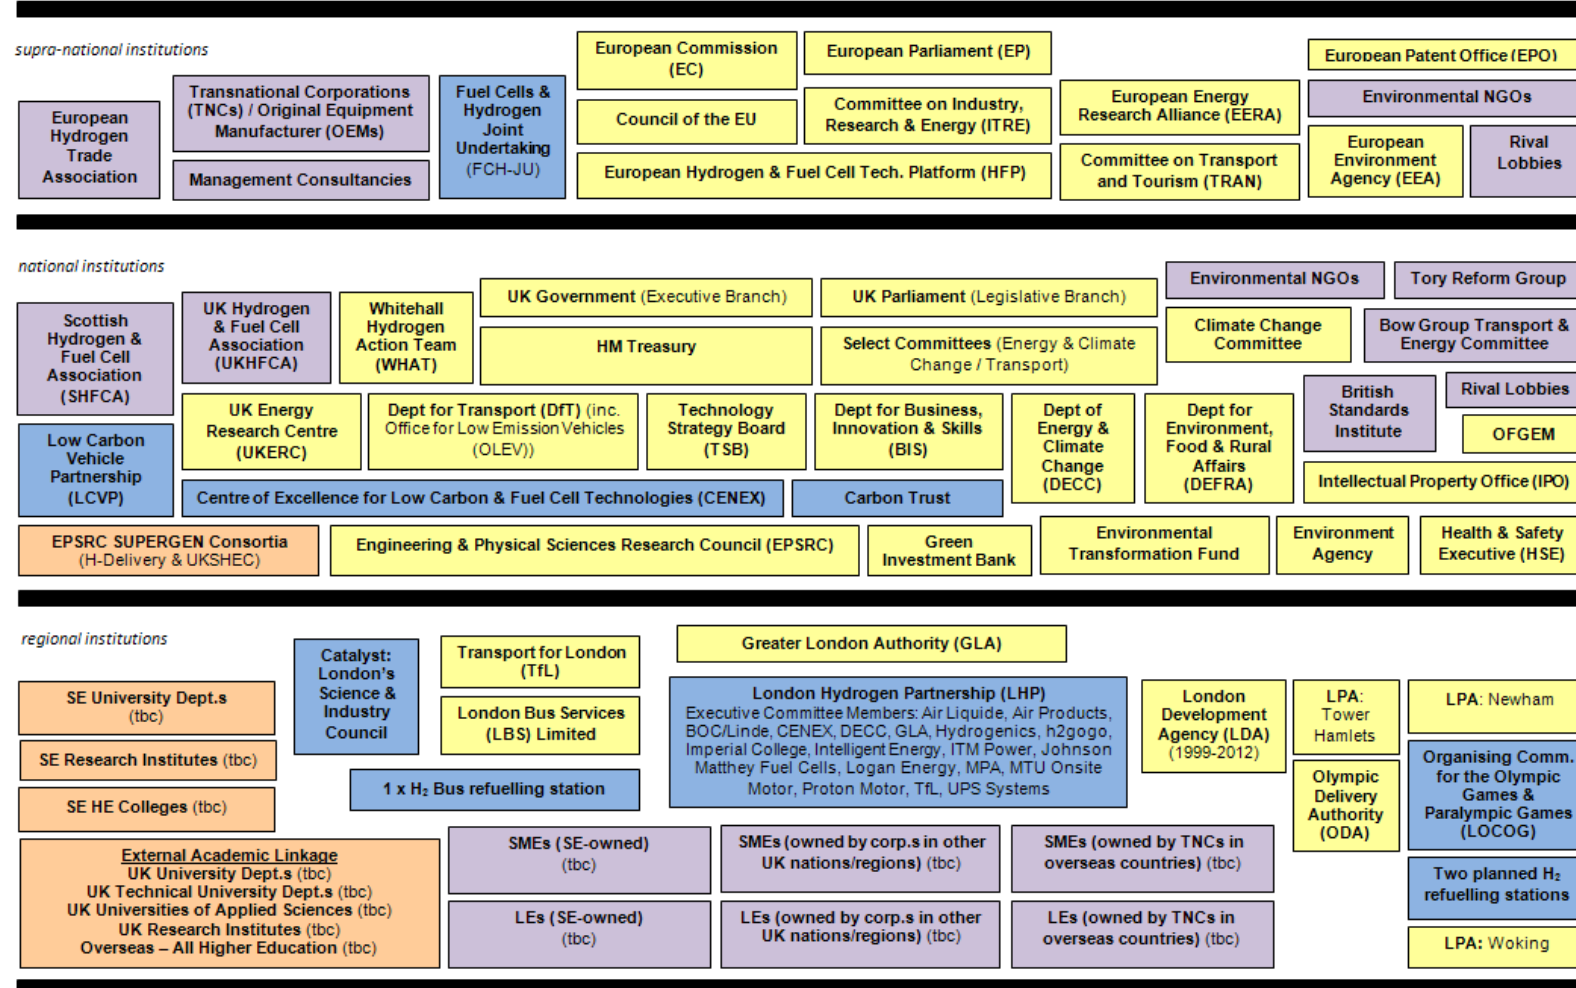 supra-national institutions
European
Hydrogen
Trade
Association
Transnational Corporations
(TNCs) / Original Equipment
Manufacturer (OEMs)
Management Consultancies
Fuel Cells &
Hydrogen
Joint
Undertaking
(FCH-JU)
European Commission
(EC)
European Parliament (EP)
Council of the EU
Committee on Industry,
Research & Energy (ITRE)
European Hydrogen & Fuel Cell Tech. Platform (HFP)
European Energy
Research Alliance (EERA)
Committee on Transport
and Tourism (TRAN)
European Patent Office (EPO)
Environmental NGOs
European
Environment
Agency (EEA)
Rival
Lobbies
national institutions
Scottish
Hydrogen &
Fuel Cell
Association
(SHFCA)
UK Hydrogen
& Fuel Cell
Association
(UKHFCA)
Whitehall
Hydrogen
Action Team
(WHAT)
UK Government (Executive Branch)
UK Parliament (Legislative Branch)
HM Treasury
Select Committees (Energy & Climate
Change / Transport)
Environmental NGOs
Tory Reform Group
Climate Change
Committee
Bow Group Transport &
Energy Committee
Low Carbon
Vehicle
Partnership
(LCVP)
UK Energy
Research Centre
(UKERC)
Dept for Transport (DfT) (inc.
Office for Low Emission Vehicles
(OLEV))
Technology
Strategy Board
(TSB)
Dept for Business,
Innovation & Skills
(BIS)
Dept of
Energy &
Climate
Change
(DECC)
Dept for
Environment,
Food & Rural
Affairs
(DEFRA)
British
Standards
Institute
Rival Lobbies
OFGEM
Intellectual Property Office (IPO)
Centre of Excellence for Low Carbon & Fuel Cell Technologies (CENEX)
Carbon Trust
EPSRC SUPERGEN Consortia
(H-Delivery & UKSHEC)
Engineering & Physical Sciences Research Council (EPSRC)
Green
Investment Bank
Environmental
Transformation Fund
Environment
Agency
Health & Safety
Executive (HSE)
regional institutions
SE University Dept.s
(tbc)
SE Research Institutes (tbc)
SE HE Colleges (tbc)
External Academic Linkage
UK University Dept.s (tbc)
UK Technical University Dept.s (tbc)
UK Universities of Applied Sciences (tbc)
UK Research Institutes (tbc)
Overseas – All Higher Education (tbc)
Catalyst:
London's
Science &
Industry
Council
Transport for London
(TfL)
London Bus Services
(LBS) Limited
1 x H₂ Bus refuelling station
Greater London Authority (GLA)
London Hydrogen Partnership (LHP)
Executive Committee Members: Air Liquide, Air Products,
BOC/Linde, CENEX, DECC, GLA, Hydrogenics, h2gogo,
Imperial College, Intelligent Energy, ITM Power, Johnson
Matthey Fuel Cells, Logan Energy, MPA, MTU Onsite
Motor, Proton Motor, TfL, UPS Systems
London
Development
Agency (LDA)
(1999-2012)
LPA:
Tower
Hamlets
Olympic
Delivery
Authority
(ODA)
LPA: Newham
Organising Comm.
for the Olympic
Games &
Paralympic Games
(LOCOG)
Two planned H₂
refuelling stations
LPA: Woking
SMEs (SE-owned)
(tbc)
SMEs (owned by corp.s in other
UK nations/regions) (tbc)
SMEs (owned by TNCs in
overseas countries) (tbc)
LEs (SE-owned)
(tbc)
LEs (owned by corp.s in other
UK nations/regions) (tbc)
LEs (owned by TNCs in
overseas countries) (tbc)